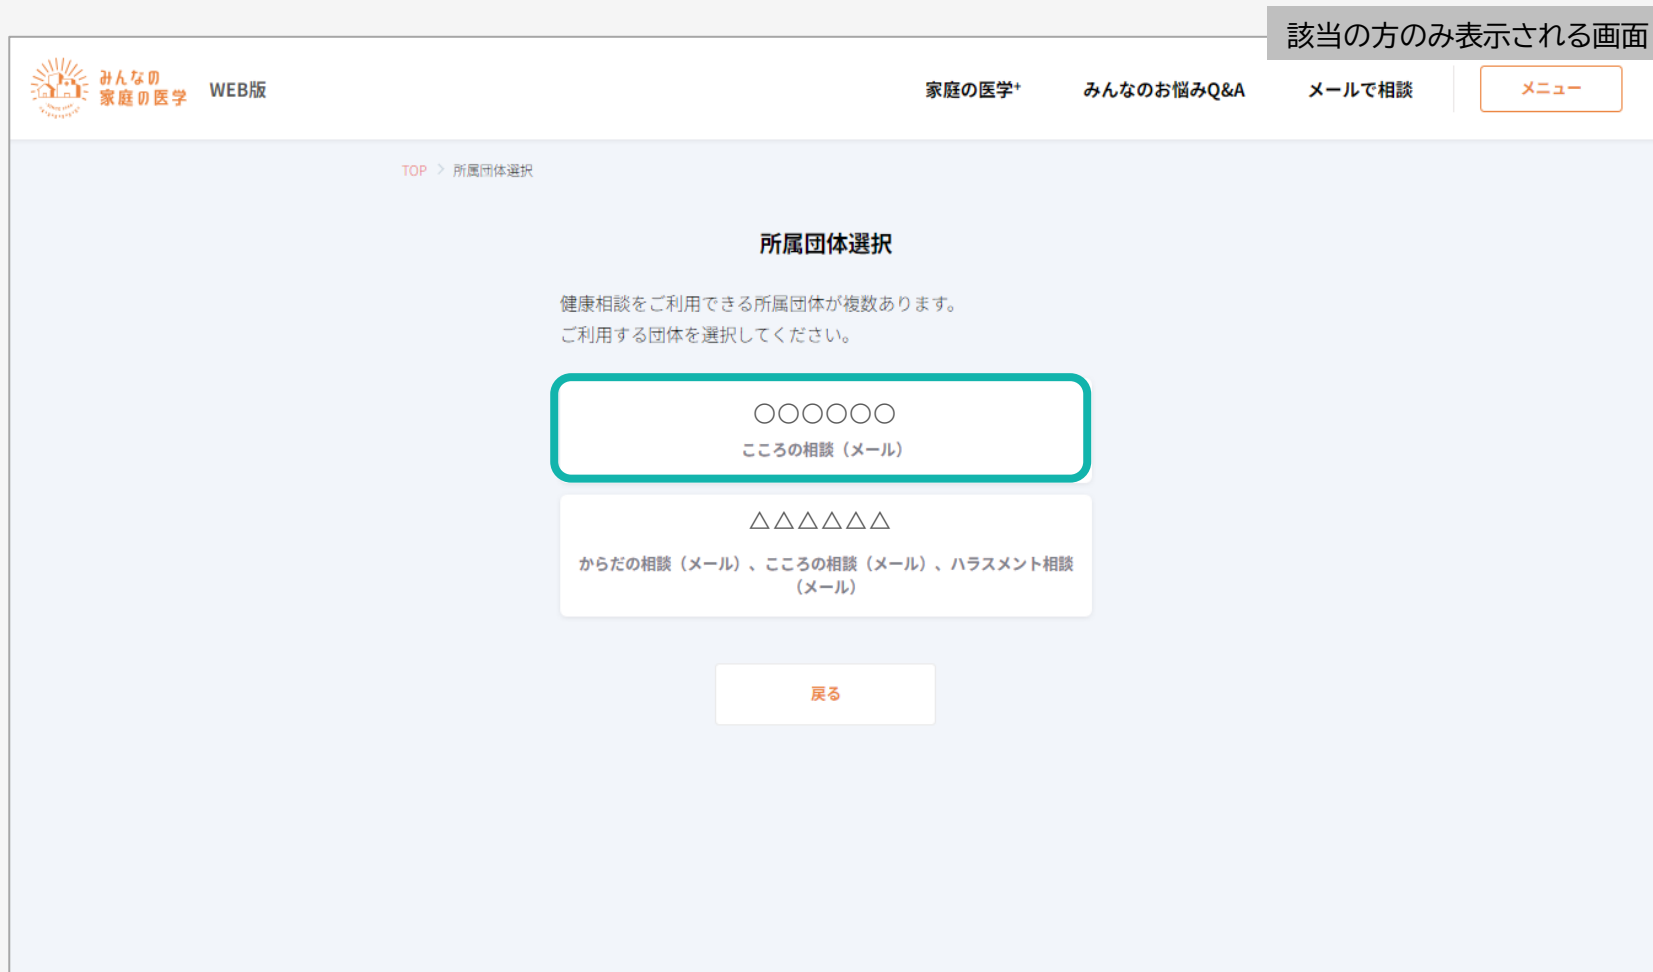 該当の方のみ表示される画面
みんなの
家庭の医学
WEB版
家庭の医学+
みんなのお悩みQ&A
メールで相談
メニュー
TOP > 所属団体選択
所属団体選択
健康相談をご利用できる所属団体が複数あります。
ご利用する団体を選択してください。
○○○○○○
こころの相談（メール）
△△△△△△
からだの相談（メール）、こころの相談（メール）、ハラスメント相談
（メール）
戻る